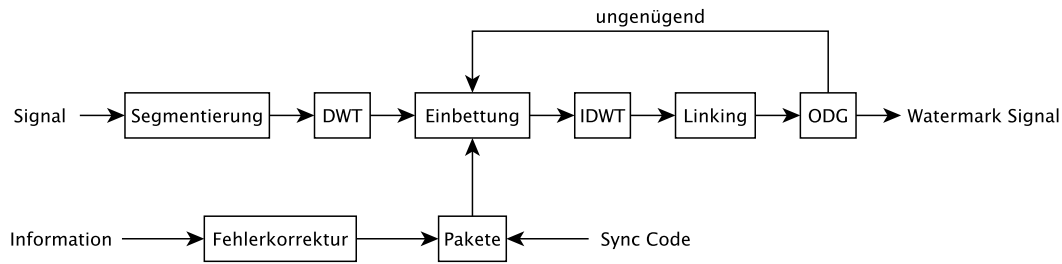 ungenügend
Signal Segmentierung DWT Einbettung IDWT Linking ODG Watermark Signal
Information Fehlerkorrektur Pakete Sync Code